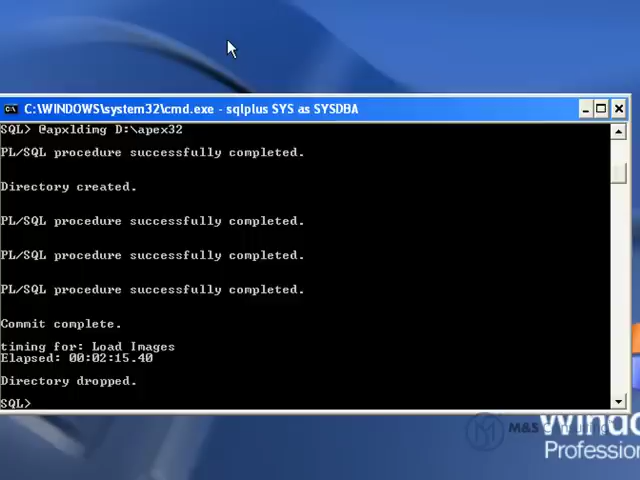 C:\WINDOWS\system32\cmd.exe - sqlplus SYS as SYSDBA
SQL> @apxldimg D:\apex32
PL/SQL procedure successfully completed.
Directory created.
PL/SQL procedure successfully completed.
PL/SQL procedure successfully completed.
PL/SQL procedure successfully completed.
Commit complete.
timing for: Load Images
Elapsed: 00:02:15.40
Directory dropped.
SQL>
M&S
Professional